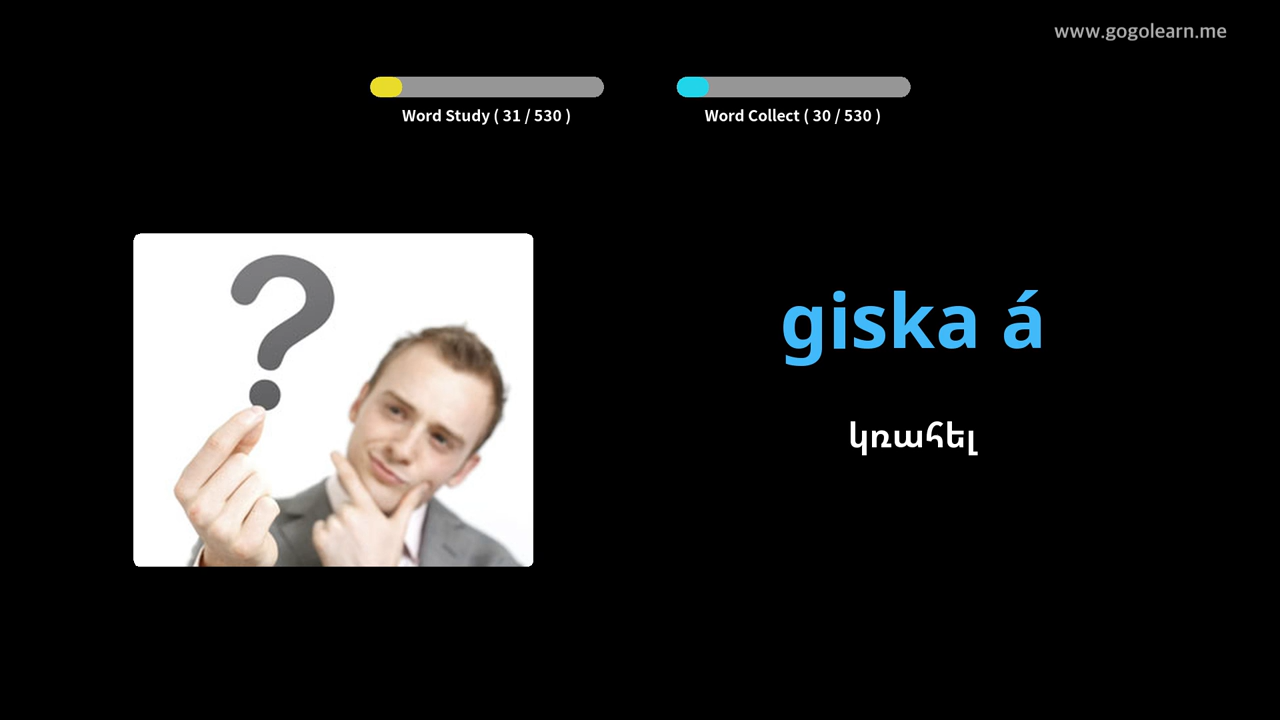 www.gogolearn.me
Word Study ( 31 / 530 )
Word Collect ( 30 / 530 )
giska á
կռահել